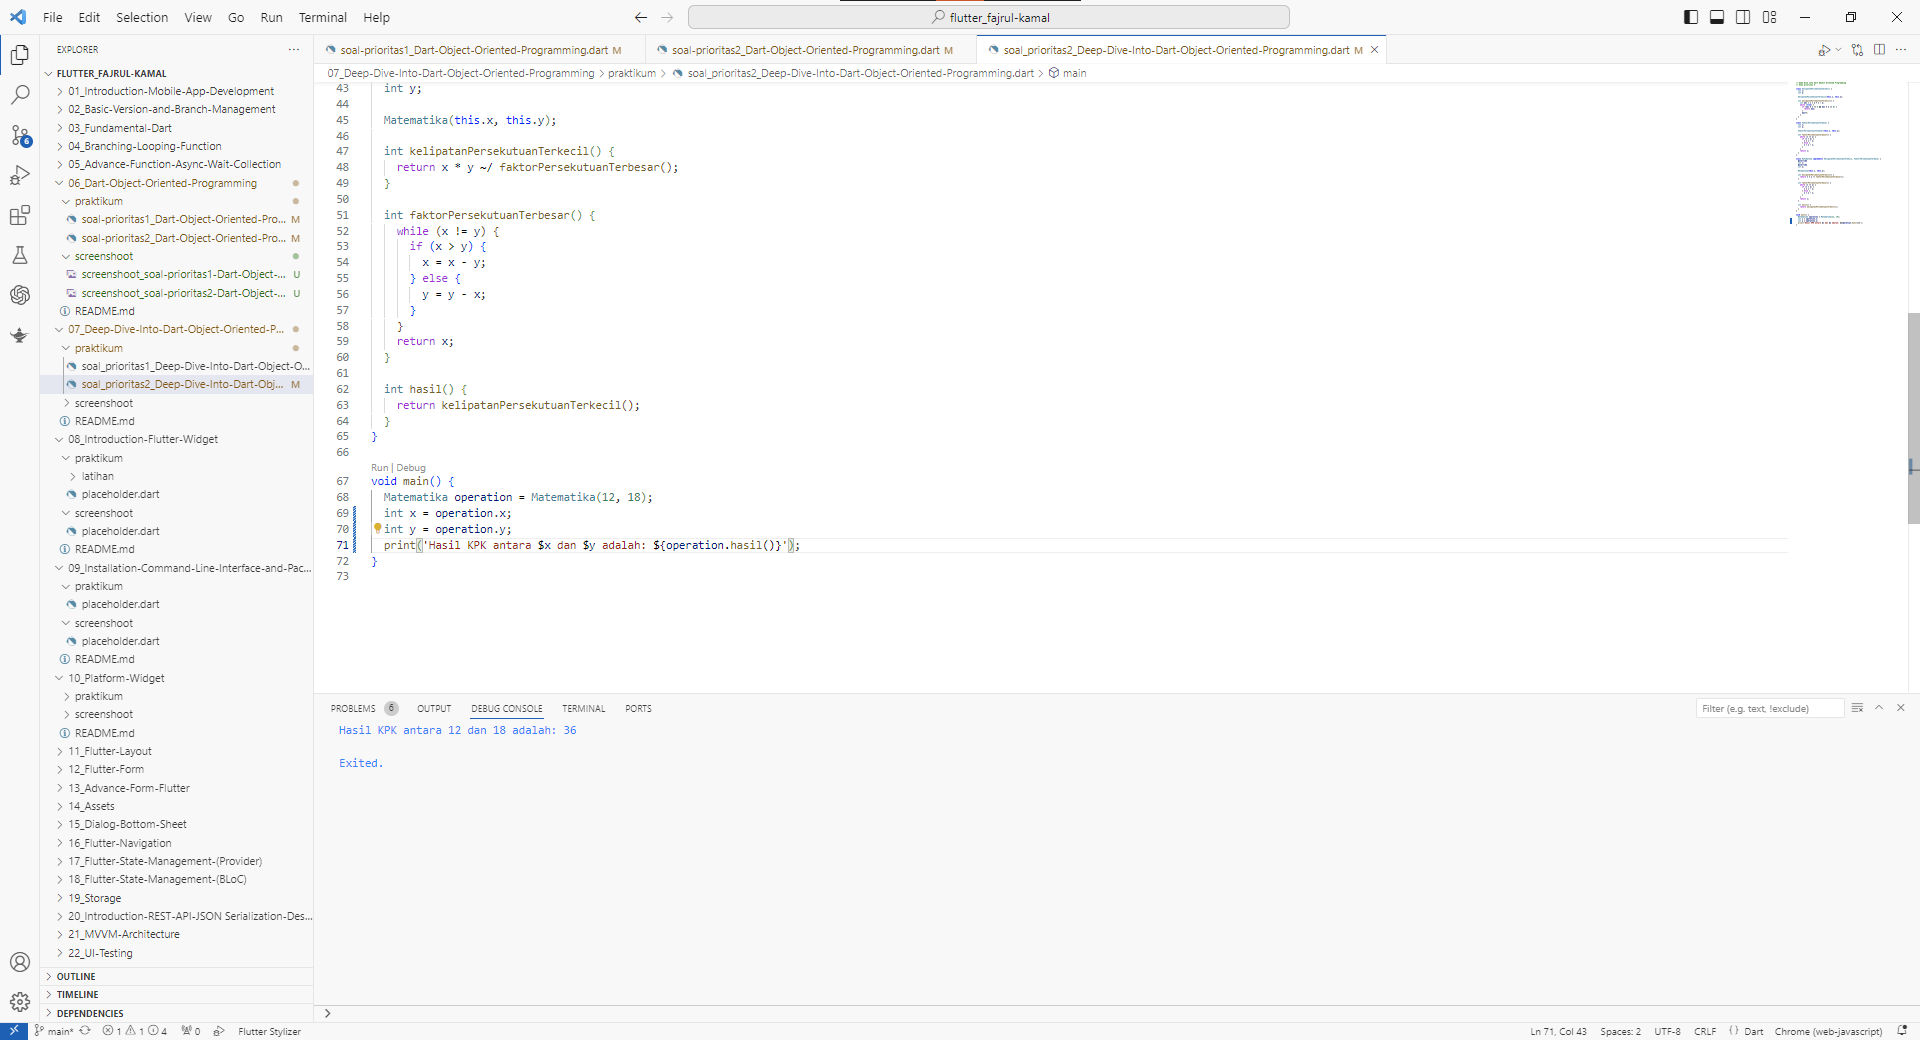 File Edit Selection View Go Run Terminal Help
flutter_fajrul-kamal
EXPLORER
FLUTTER_FAJRUL-KAMAL
01_Introduction-Mobile-App-Development
02_Basic-Version-and-Branch-Management
03_Fundamental-Dart
04_Branching-Looping-Function
05_Advance-Function-Async-Wait-Collection
06_Dart-Object-Oriented-Programming
praktikum
soal-prioritas1_Dart-Object-Oriented-Pro... M
soal-prioritas2_Dart-Object-Oriented-Pro... M
screenshoot
screenshoot_soal-prioritas1-Dart-Object-... U
screenshoot_soal-prioritas2-Dart-Object-... U
README.md
07_Deep-Dive-Into-Dart-Object-Oriented-P...
praktikum
soal_prioritas1_Deep-Dive-Into-Dart-Object-O...
soal_prioritas2_Deep-Dive-Into-Dart-Obj... M
screenshoot
README.md
08_Introduction-Flutter-Widget
praktikum
latihan
placeholder.dart
screenshoot
placeholder.dart
README.md
09_Installation-Command-Line-Interface-and-Pac...
praktikum
placeholder.dart
screenshoot
placeholder.dart
README.md
10_Platform-Widget
praktikum
screenshoot
README.md
11_Flutter-Layout
12_Flutter-Form
13_Advance-Form-Flutter
14_Assets
15_Dialog-Bottom-Sheet
16_Flutter-Navigation
17_Flutter-State-Management-(Provider)
18_Flutter-State-Management-(BLoC)
19_Storage
20_Introduction-REST-API-JSON Serialization-Des...
21_MVVM-Architecture
22_UI-Testing
OUTLINE
TIMELINE
DEPENDENCIES
6
soal-prioritas1_Dart-Object-Oriented-Programming.dart M
soal-prioritas2_Dart-Object-Oriented-Programming.dart M
soal_prioritas2_Deep-Dive-Into-Dart-Object-Oriented-Programming.dart M
07_Deep-Dive-Into-Dart-Object-Oriented-Programming > praktikum > soal_prioritas2_Deep-Dive-Into-Dart-Object-Oriented-Programming.dart > main
43 int y;
44
45 Matematika(this.x, this.y);
46
47 int kelipatanPersekutuanTerkecil() {
48 return x * y ~/ faktorPersekutuanTerbesar();
49 }
50
51 int faktorPersekutuanTerbesar() {
52 while (x != y) {
53 if (x > y) {
54 x = x - y;
55 } else {
56 y = y - x;
57 }
58 }
59 return x;
60 }
61
62 int hasil() {
63 return kelipatanPersekutuanTerkecil();
64 }
65 }
66
Run | Debug
67 void main() {
68 Matematika operation = Matematika(12, 18);
69 int x = operation.x;
70 int y = operation.y;
71 print('Hasil KPK antara $x dan $y adalah: ${operation.hasil()}');
72 }
73
PROBLEMS 6 OUTPUT DEBUG CONSOLE TERMINAL PORTS
Filter (e.g. text, !exclude)
Hasil KPK antara 12 dan 18 adalah: 36
Exited.
main* 1 1 4 0 Flutter Stylizer
Ln 71, Col 43 Spaces: 2 UTF-8 CRLF { } Dart Chrome (web-javascript)